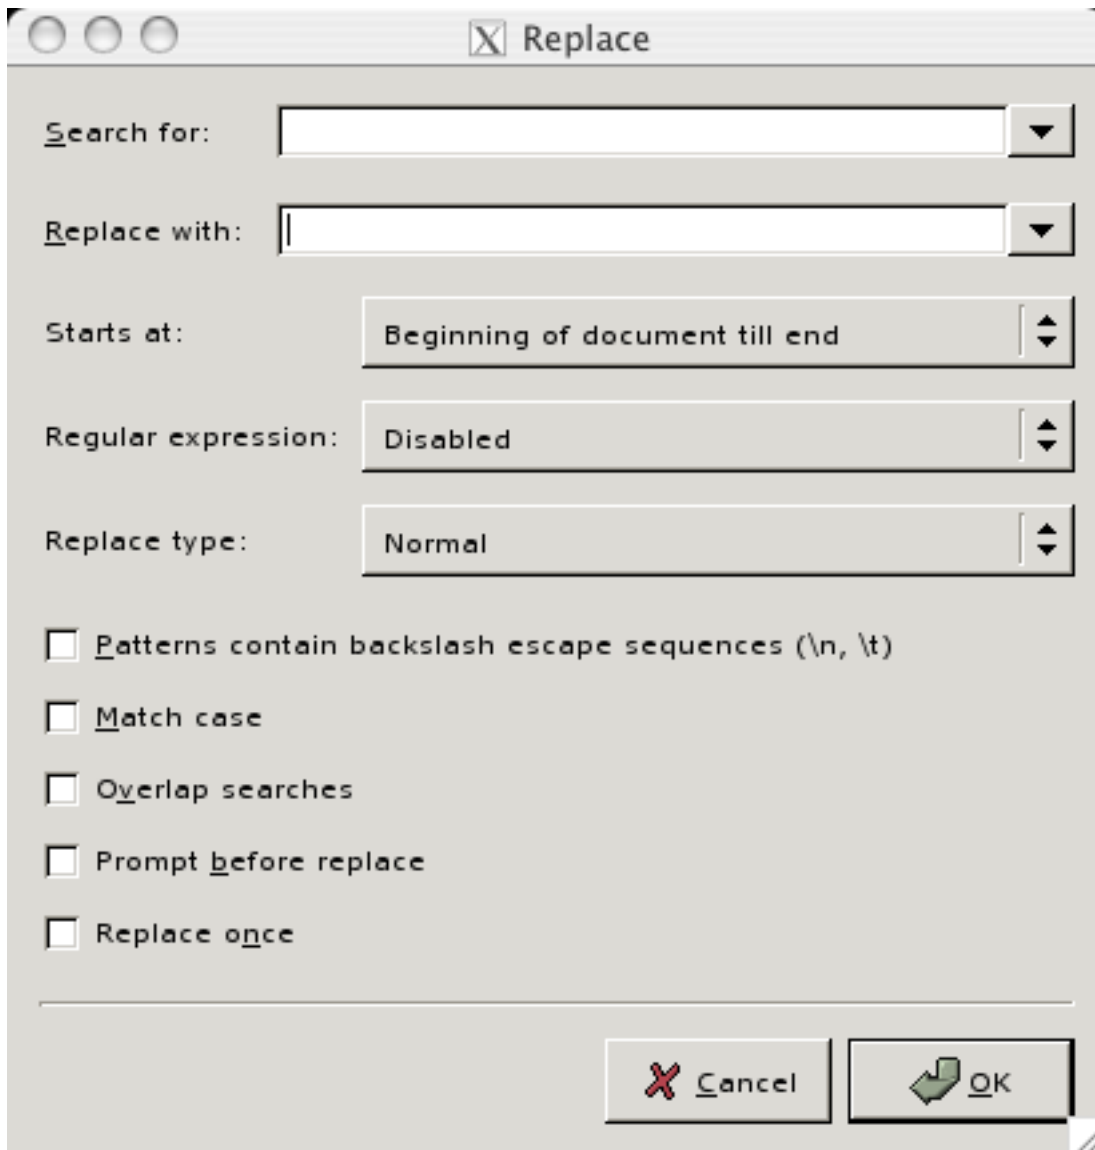 Replace
Search for:
Replace with:
Starts at: Beginning of document till end
Regular expression: Disabled
Replace type: Normal
Patterns contain backslash escape sequences (\n, \t)
Match case
Overlap searches
Prompt before replace
Replace once
Cancel OK